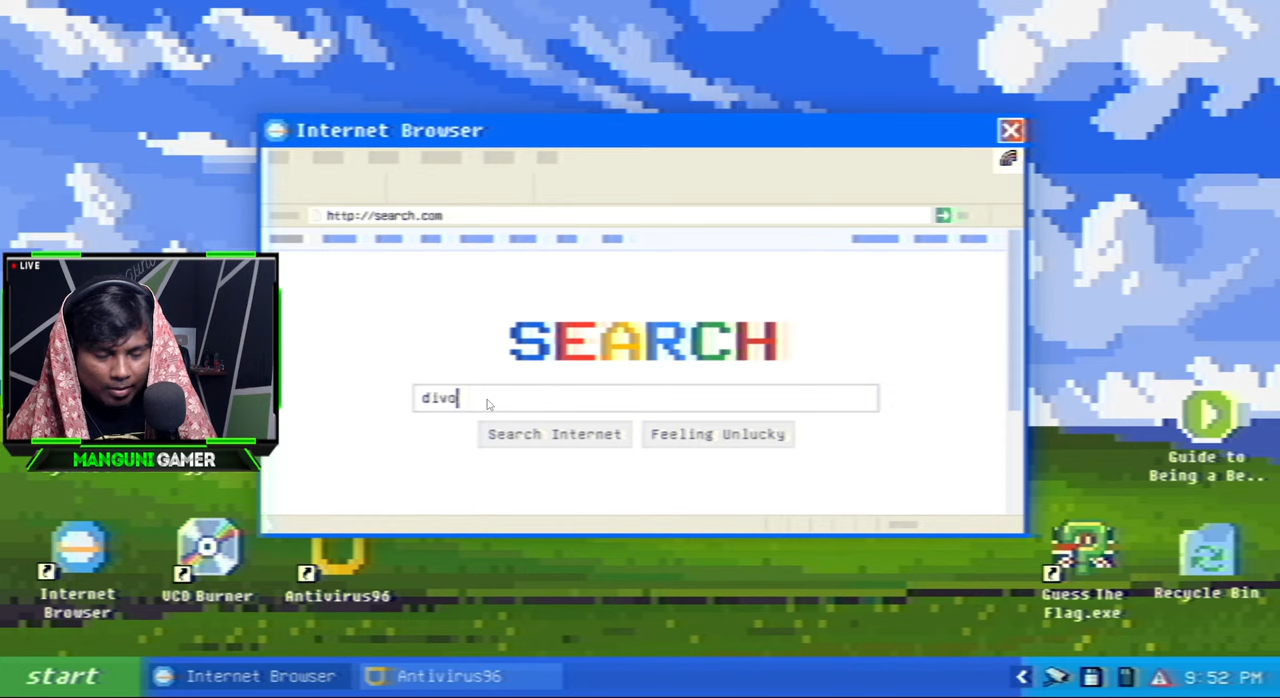 Internet Browser
http://search.com
LIVE
SEARCH
divo
Search Internet
Feeling Unlucky
MANGUNI GAMER
Guide to
Being a Be..
Internet
Browser
VCD Burner
Antivirus96
Guess The
Flag.exe
Recycle Bin
start
Internet Browser
Antivirus96
9:52 PM